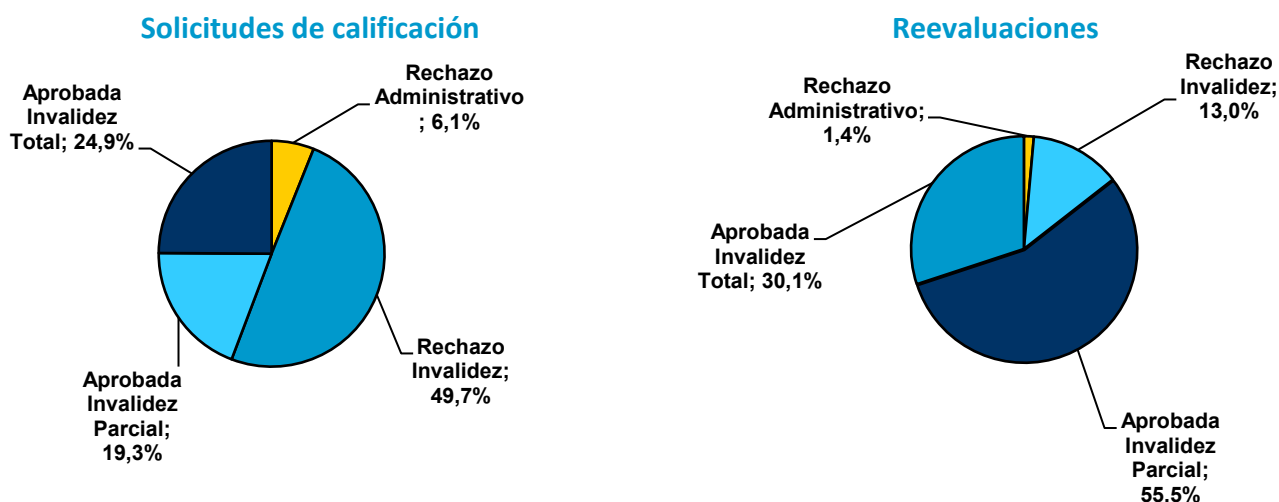 Solicitudes de calificación
Rechazo
Administrativo
; 6,1%
Aprobada
Invalidez
Total; 24,9%
Rechazo
Invalidez;
49,7%
Aprobada
Invalidez
Parcial;
19,3%
Reevaluaciones
Rechazo
Administrativo;
1,4%
Rechazo
Invalidez;
13,0%
Aprobada
Invalidez
Total; 30,1%
Aprobada
Invalidez
Parcial;
55,5%